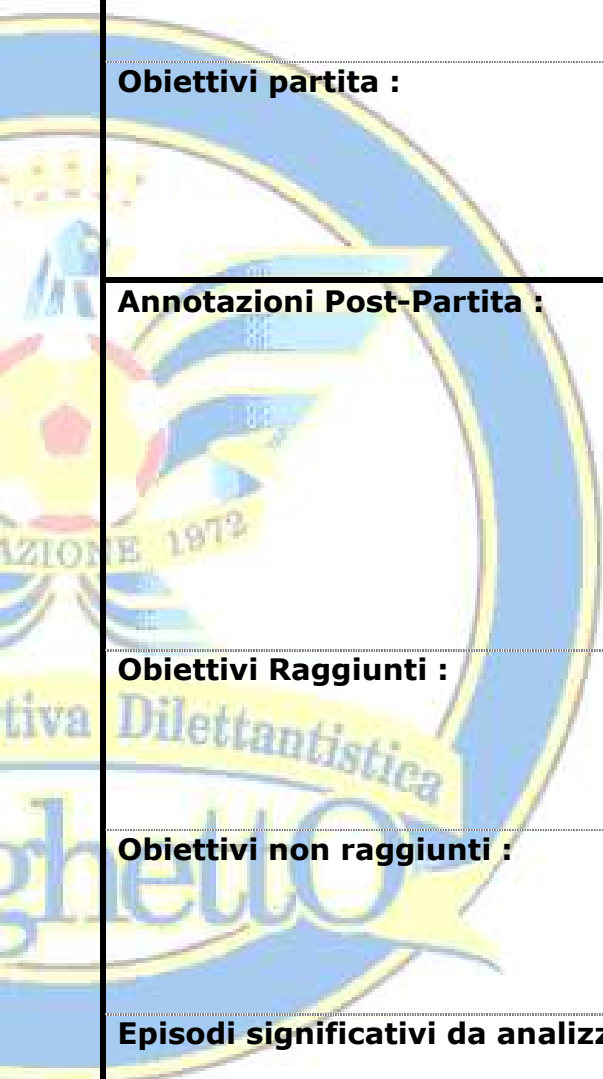 Obiettivi partita :
Annotazioni Post-Partita :
AZIONE 1972
Obiettivi Raggiunti :
tiva Dilettantistica
Obiettivi non raggiunti :
ghettO
Episodi significativi da analizz